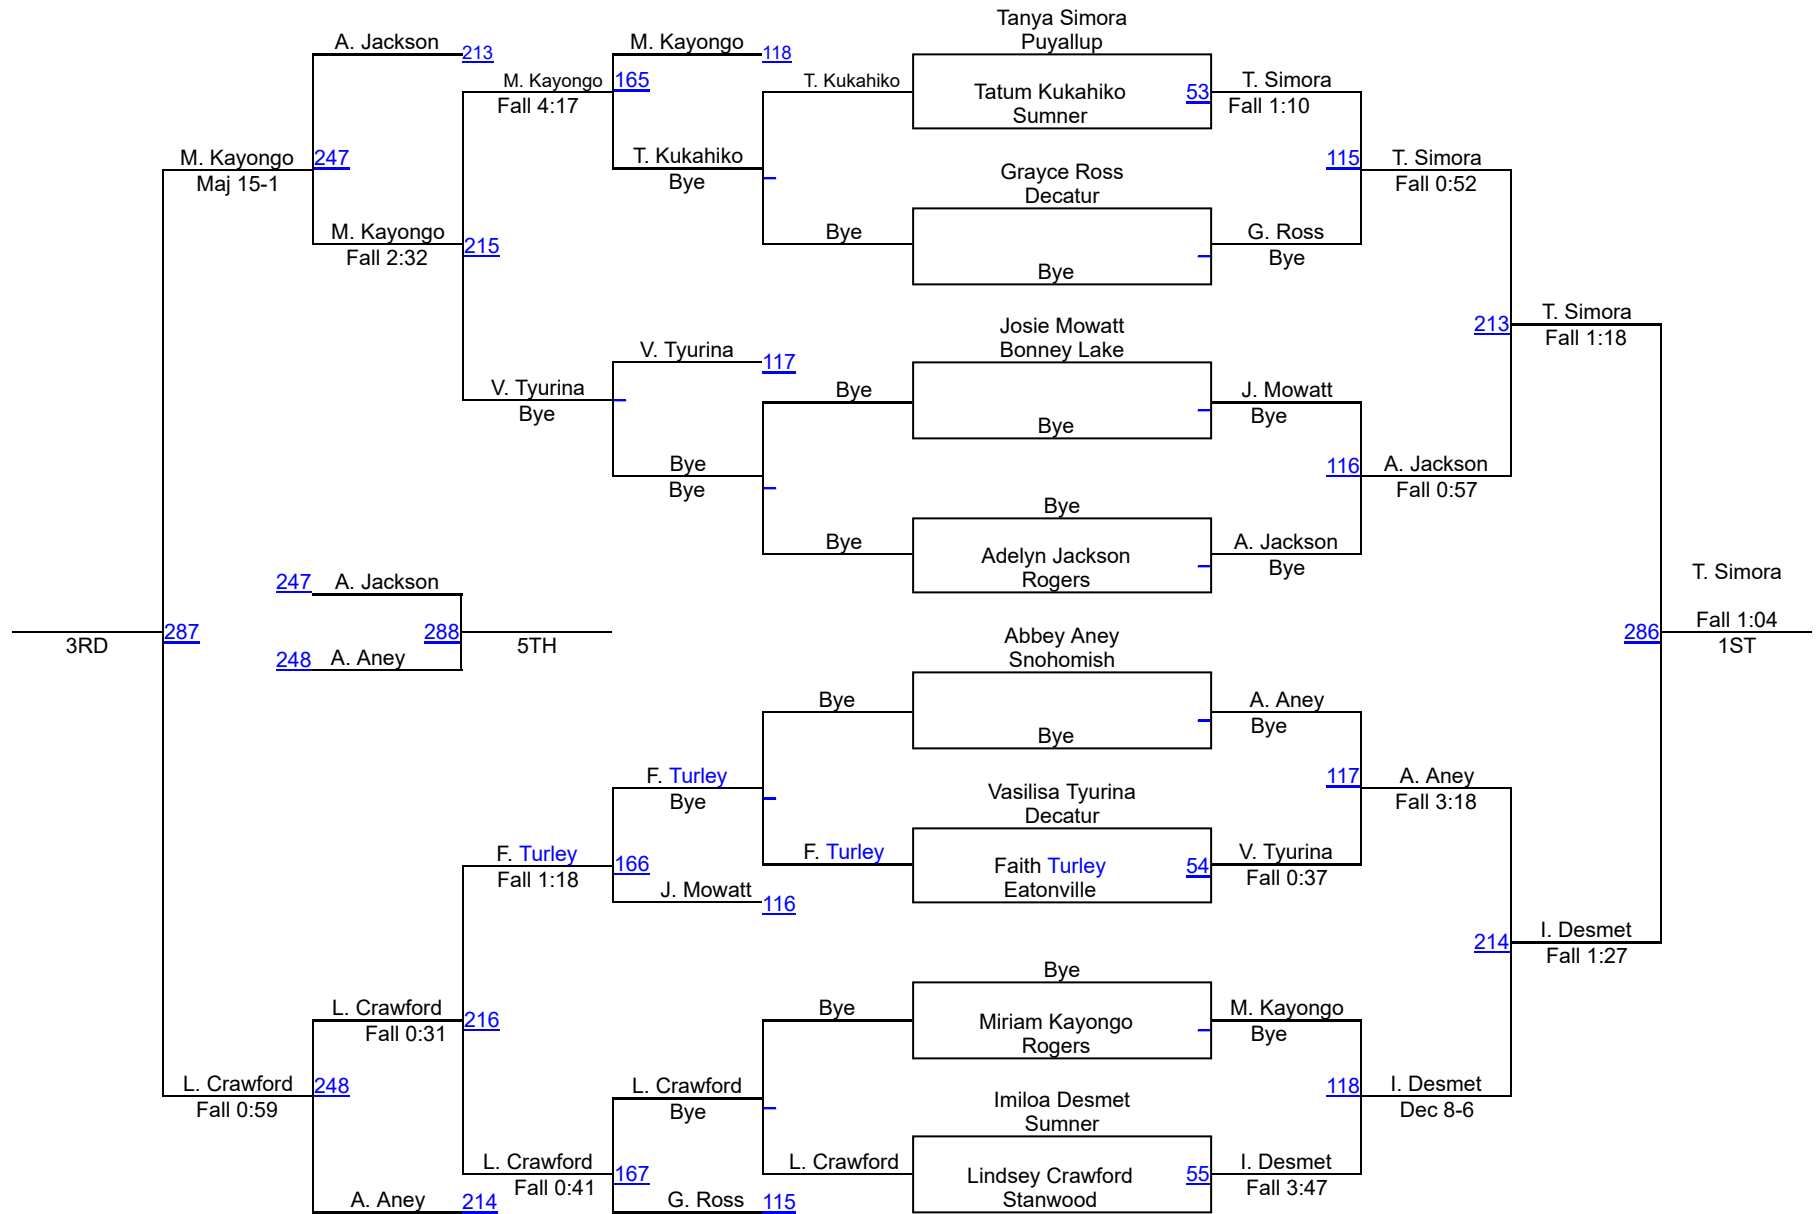 Tanya Simora
Puyallup
A. Jackson
213
M. Kayongo
118
M. Kayongo
165
Fall 4:17
T. Kukahiko
Tatum Kukahiko
Sumner
53
T. Simora
Fall 1:10
M. Kayongo
Maj 15-1
247
T. Kukahiko
Bye
Grayce Ross
Decatur
115
T. Simora
Fall 0:52
M. Kayongo
Fall 2:32
215
Bye
Bye
G. Ross
Bye
Josie Mowatt
Bonney Lake
213
T. Simora
Fall 1:18
V. Tyurina
117
V. Tyurina
Bye
Bye
Bye
J. Mowatt
Bye
Bye
Bye
116
A. Jackson
Fall 0:57
Bye
Bye
Adelyn Jackson
Rogers
A. Jackson
Bye
247
A. Jackson
T. Simora
3RD
287
288
5TH
248
A. Aney
Abbey Aney
Snohomish
286
Fall 1:04
1ST
Bye
Bye
A. Aney
Bye
F. Turley
Bye
Vasilisa Tyurina
Decatur
117
A. Aney
Fall 3:18
F. Turley
Fall 1:18
166
F. Turley
Faith Turley
Eatonville
54
V. Tyurina
Fall 0:37
J. Mowatt
116
214
I. Desmet
Fall 1:27
Bye
L. Crawford
Fall 0:31
216
Bye
Miriam Kayongo
Rogers
M. Kayongo
Bye
L. Crawford
Fall 0:59
248
L. Crawford
Bye
Imiloa Desmet
Sumner
118
I. Desmet
Dec 8-6
L. Crawford
Fall 0:41
167
L. Crawford
Lindsey Crawford
Stanwood
55
I. Desmet
Fall 3:47
A. Aney
214
G. Ross
115